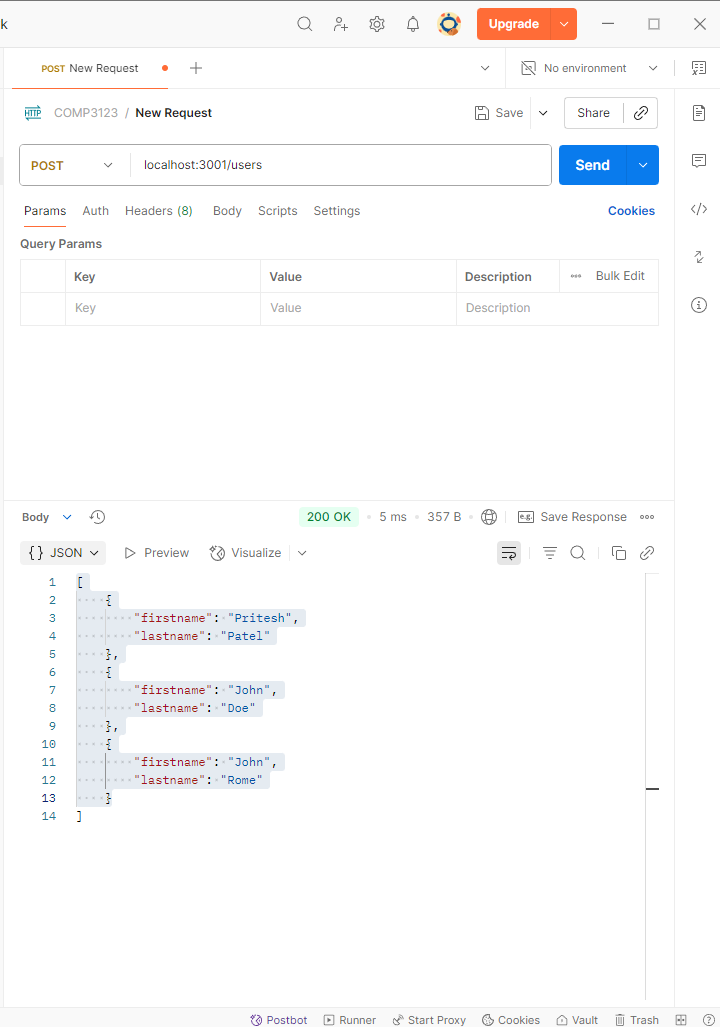 k
Upgrade
POST New Request
No environment
HTTP COMP3123 / New Request
Save
Share
POST
localhost:3001/users
Send
Params Auth Headers (8) Body Scripts Settings Cookies
Query Params
Key Value Description Bulk Edit
Key Value Description
Body
200 OK • 5 ms • 357 B •
e.g. Save Response
{} JSON Preview Visualize
1 [
2 {
3 "firstname": "Pritesh",
4 "lastname": "Patel"
5 },
6 {
7 "firstname": "John",
8 "lastname": "Doe"
9 },
10 {
11 "firstname": "John",
12 "lastname": "Rome"
13 }
14 ]
Postbot Runner Start Proxy Cookies Vault Trash